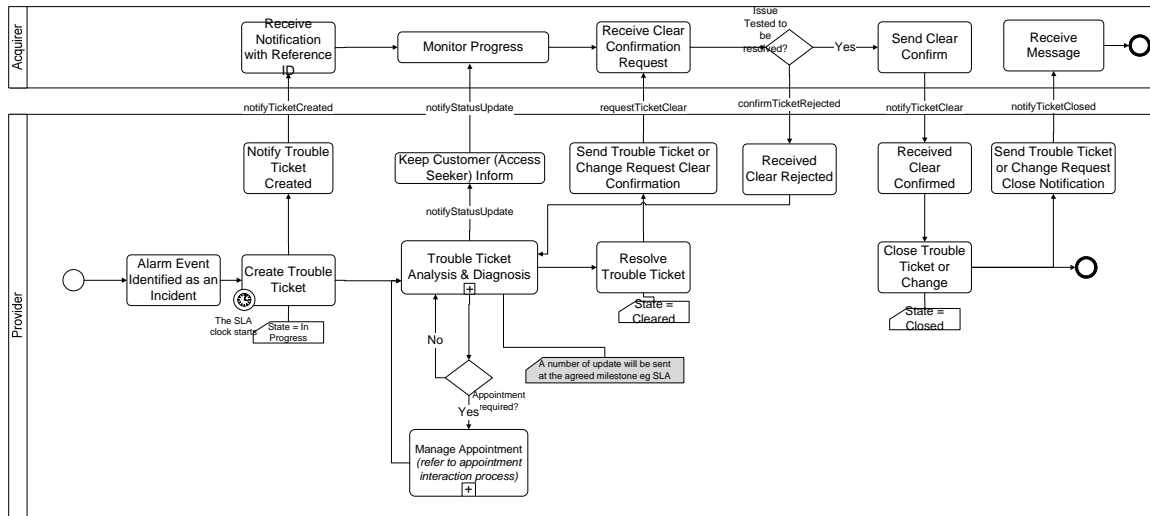 Acquirer
Receive
Notification
with Reference
ID
Monitor Progress
Receive Clear
Confirmation
Request
Issue
Tested to
be
resolved?
Yes
Send Clear
Confirm
Receive
Message
notifyTicketCreated
notifyStatusUpdate
requestTicketClear
confirmTicketRejected
notifyTicketClear
notifyTicketClosed
Provider
Notify Trouble
Ticket
Created
Keep Customer (Access
Seeker) Inform
Send Trouble Ticket or
Change Request Clear
Confirmation
Received
Clear Rejected
Received
Clear
Confirmed
Send Trouble Ticket
or Change Request
Close Notification
notifyStatusUpdate
Alarm Event
Identified as an
Incident
Create Trouble
Ticket
Trouble Ticket
Analysis & Diagnosis
Resolve
Trouble Ticket
Close Trouble
Ticket or
Change
The SLA
clock starts
State = In
Progress
State =
Cleared
State =
Closed
No
A number of update will be sent
at the agreed milestone eg SLA
Appointment
required?
Yes
Manage Appointment
(refer to appointment
interaction process)